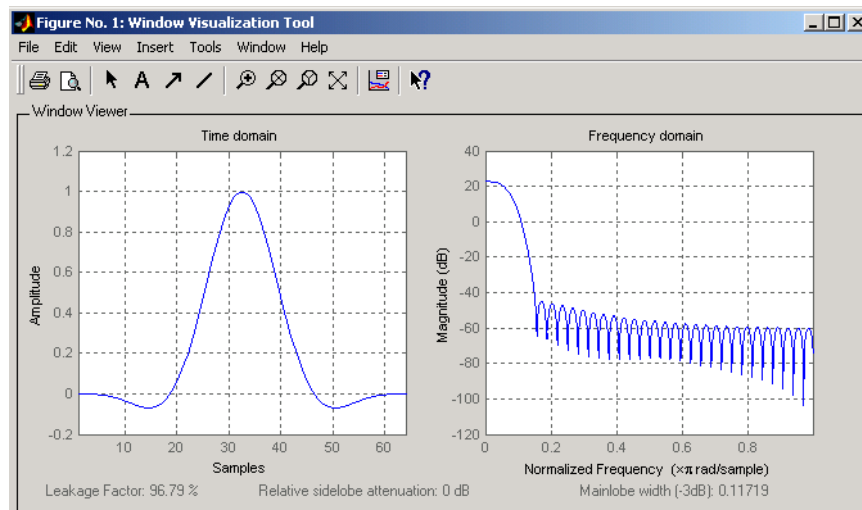 Figure No. 1: Window Visualization Tool
File Edit View Insert Tools Window Help
A
Window Viewer
Time domain
1.2
1
0.8
0.6
0.4
0.2
0
-0.2
10 20 30 40 50 60
Amplitude
Samples
Frequency domain
40
20
0
-20
-40
-60
-80
-100
-120
0 0.2 0.4 0.6 0.8
Magnitude (dB)
Normalized Frequency (×π rad/sample)
Leakage Factor: 96.79 % Relative sidelobe attenuation: 0 dB Mainlobe width (-3dB): 0.11719